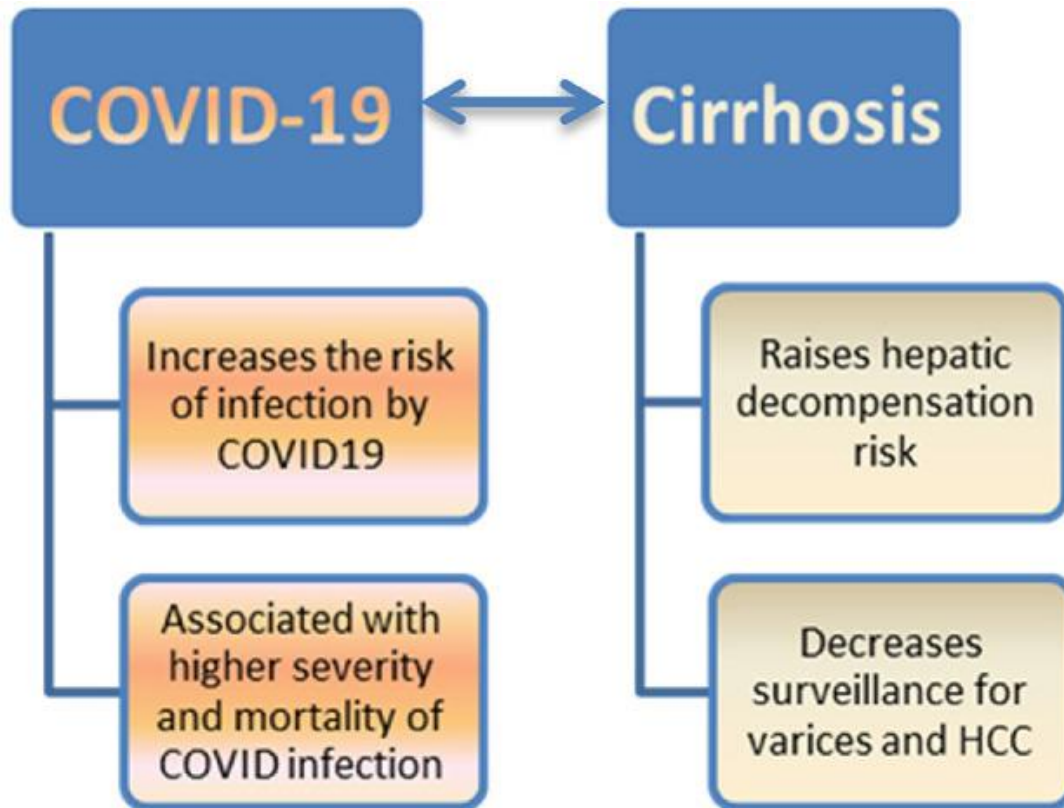 COVID-19
Cirrhosis
Increases the risk
of infection by
COVID19
Associated with
higher severity
and mortality of
COVID infection
Raises hepatic
decompensation
risk
Decreases
surveillance for
varices and HCC